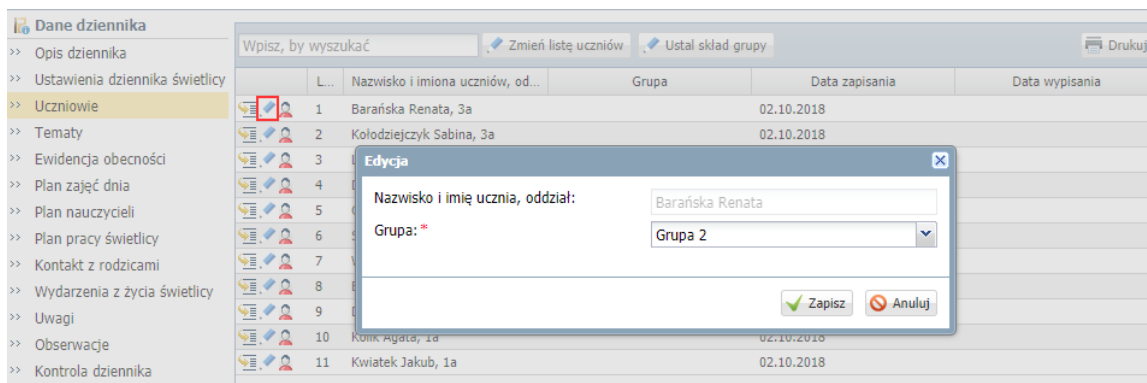 Dane dziennika
>> Opis dziennika
>> Ustawienia dziennika świetlicy
>> Uczniowie
>> Tematy
>> Ewidencja obecności
>> Plan zajęć dnia
>> Plan nauczycieli
>> Plan pracy świetlicy
>> Kontakt z rodzicami
>> Wydarzenia z życia świetlicy
>> Uwagi
>> Obserwacje
>> Kontrola dziennika
Wpisz, by wyszukać Zmień listę uczniów Ustal skład grupy Drukuj
L... Nazwisko i imiona uczniów, od... Grupa Data zapisania Data wypisania
1 Barańska Renata, 3a 02.10.2018
2 Kołodziejczyk Sabina, 3a 02.10.2018
3
4
5
6
7
8
9
10 Kolik Agata, 1a 02.10.2018
11 Kwiatek Jakub, 1a 02.10.2018
Edycja
Nazwisko i imię ucznia, oddział: Barańska Renata
Grupa: * Grupa 2
Zapisz Anuluj